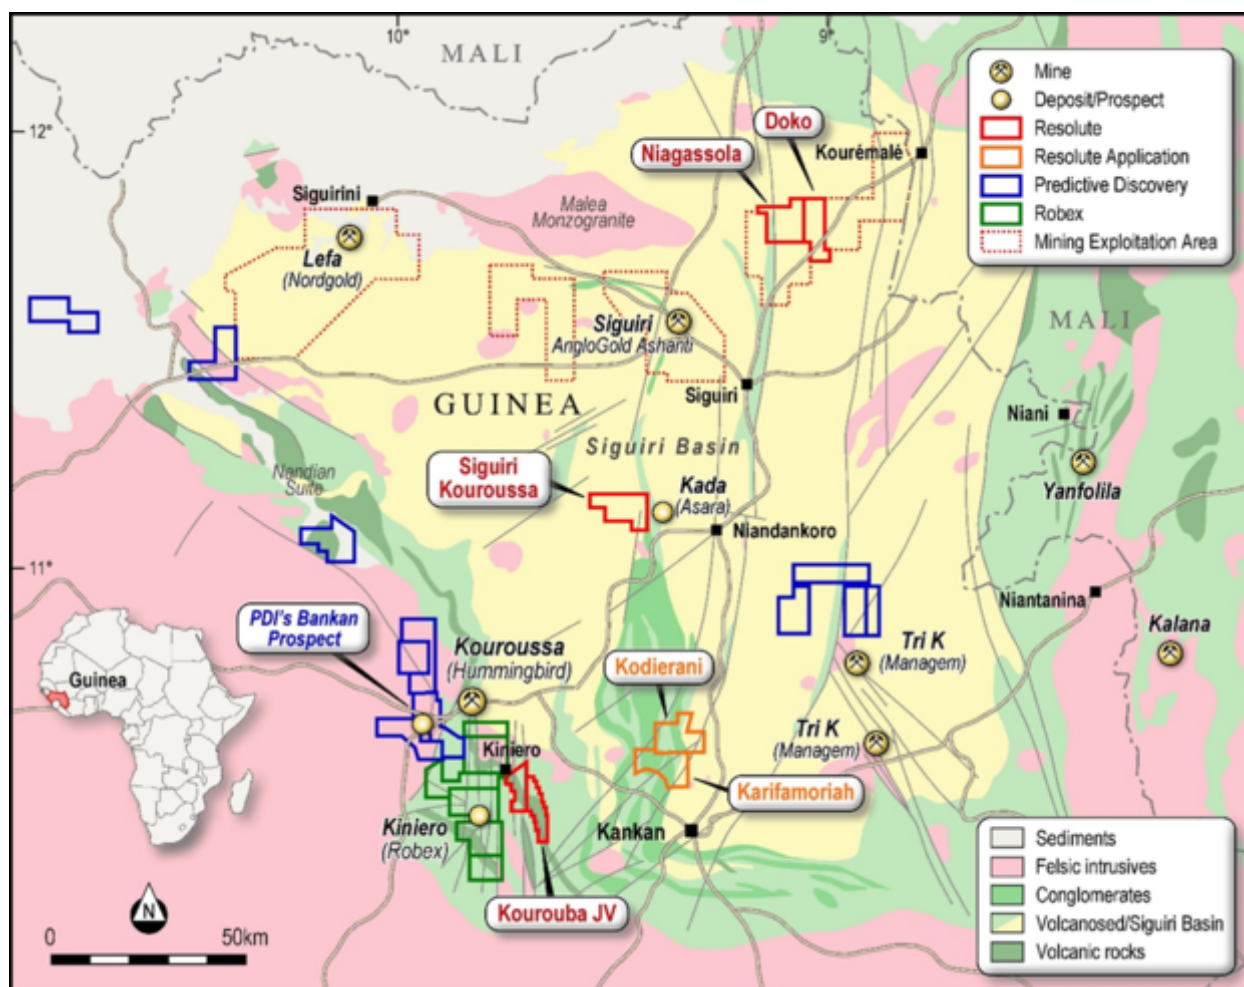 10°
9°
MALI
12°
Mine
Deposit/Prospect
Resolute
Resolute Application
Predictive Discovery
Robex
Mining Exploitation Area
Doko
Niagassola
Kourémalé
Siguirini
Malea
Monzogranite
Lefa
(Nordgold)
Siguiri
AngloGold Ashanti
MALI
Siguiri
GUINEA
Niani
Siguiri Basin
Siguiri
Kouroussa
Nandian
Suite
Kada
(Asara)
Yanfolila
Niandankoro
11°
Niantanina
PDI's Bankan
Prospect
Kouroussa
(Hummingbird)
Tri K
(Managem)
Kalana
Guinea
Kodierani
Tri K
(Managem)
Kiniero
Karifamoriah
Kiniero
(Robex)
Kankan
Kourouba JV
N
0
50km
Sediments
Felsic intrusives
Conglomerates
Volcanosed/Siguiri Basin
Volcanic rocks